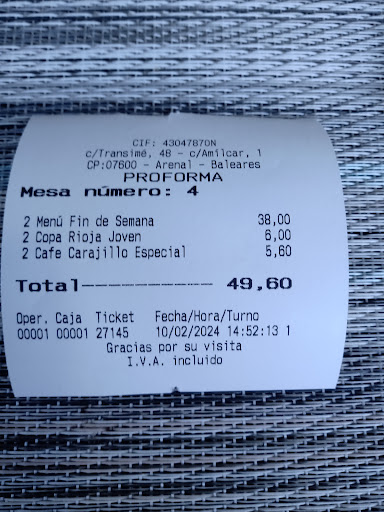 CIF: 43047870N
c/Transimé, 48 - c/Amílcar, 1
CP:07600 - Arenal - Baleares
PROFORMA
Mesa número: 4
2 Menú Fin de Semana 38,00
2 Copa Rioja Joven 6,00
2 Cafe Carajillo Especial 5,60
Total--------------- 49,60
Oper. Caja Ticket Fecha/Hora/Turno
00001 00001 27145 10/02/2024 14:52:13 1
Gracias por su visita
I.V.A. incluido